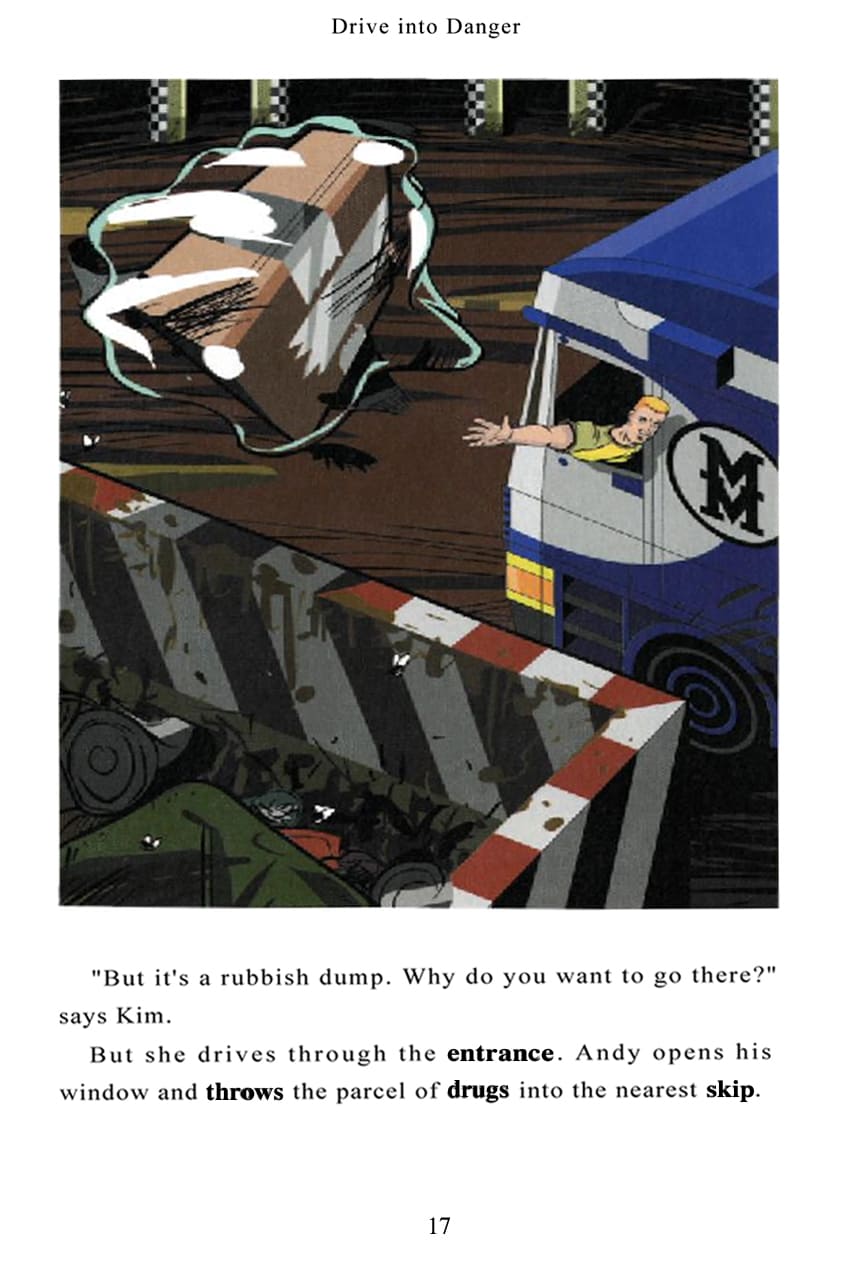 Drive into Danger
MM
"But it's a rubbish dump. Why do you want to go there?"
says Kim.
But she drives through the entrance. Andy opens his
window and throws the parcel of drugs into the nearest skip.
17